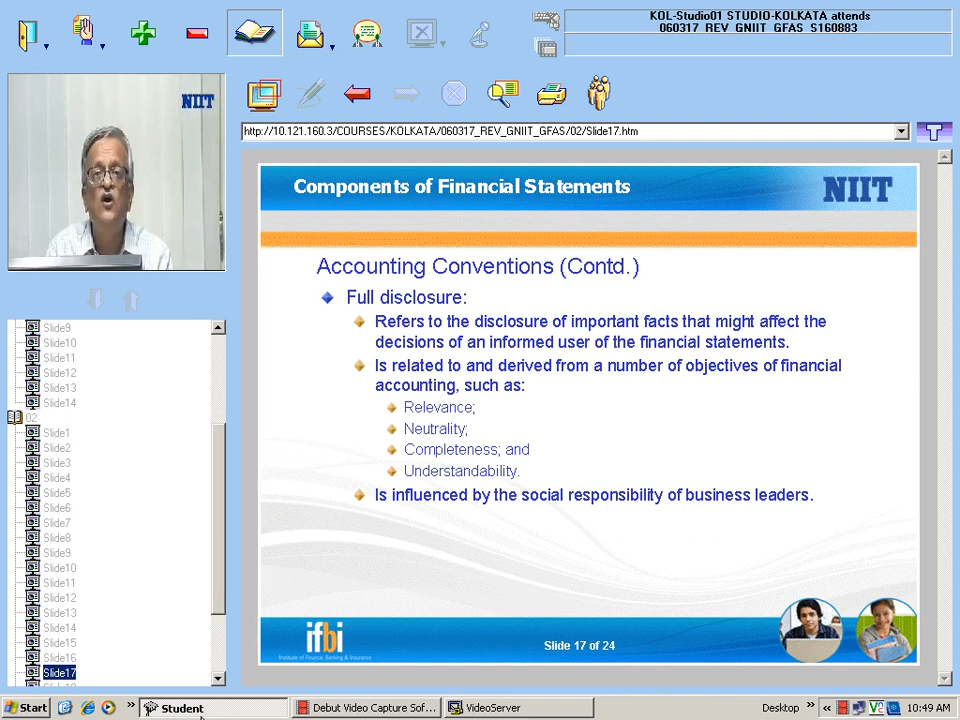 KOL-Studio01 STUDIO-KOLKATA attends
060317_REV_GNIIT_GFAS_S160883
NIIT
http://10.121.160.3/COURSES/KOLKATA/060317_REV_GNIIT_GFAS/02/Slide17.htm
T
Components of Financial Statements
NIIT
Accounting Conventions (Contd.)
Full disclosure:
Refers to the disclosure of important facts that might affect the
decisions of an informed user of the financial statements.
Is related to and derived from a number of objectives of financial
accounting, such as:
Relevance;
Neutrality;
Completeness; and
Understandability.
Is influenced by the social responsibility of business leaders.
ifbi
Institute of Finance, Banking & Insurance
Slide 17 of 24
Slide9
Slide10
Slide11
Slide12
Slide13
Slide14
02
Slide1
Slide2
Slide3
Slide4
Slide5
Slide6
Slide7
Slide8
Slide9
Slide10
Slide11
Slide12
Slide13
Slide14
Slide15
Slide16
Slide17
Start
Student
Debut Video Capture Sof...
VideoServer
Desktop
10:49 AM